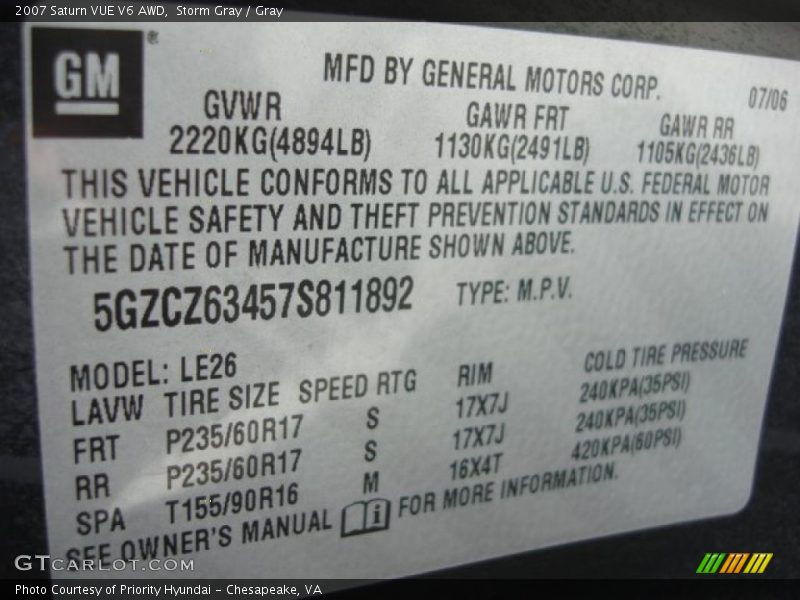 2007 Saturn VUE V6 AWD,  Storm Gray / Gray
GM ®
MFD BY GENERAL MOTORS CORP.
07/06
GVWR GAWR FRT GAWR RR
2220KG(4894LB) 1130KG(2491LB) 1105KG(2436LB)
THIS VEHICLE CONFORMS TO ALL APPLICABLE U.S. FEDERAL MOTOR
VEHICLE SAFETY AND THEFT PREVENTION STANDARDS IN EFFECT ON
THE DATE OF MANUFACTURE SHOWN ABOVE.
5GZCZ63457S811892 TYPE: M.P.V.
MODEL: LE26
LAVW TIRE SIZE SPEED RTG RIM COLD TIRE PRESSURE
FRT P235/60R17 S 17X7J 240KPA(35PSI)
RR P235/60R17 S 17X7J 240KPA(35PSI)
SPA T155/90R16 M 16X4T 420KPA(60PSI)
SEE OWNER'S MANUAL i FOR MORE INFORMATION.
GTCARLOT.COM
Photo Courtesy of Priority Hyundai - Chesapeake, VA